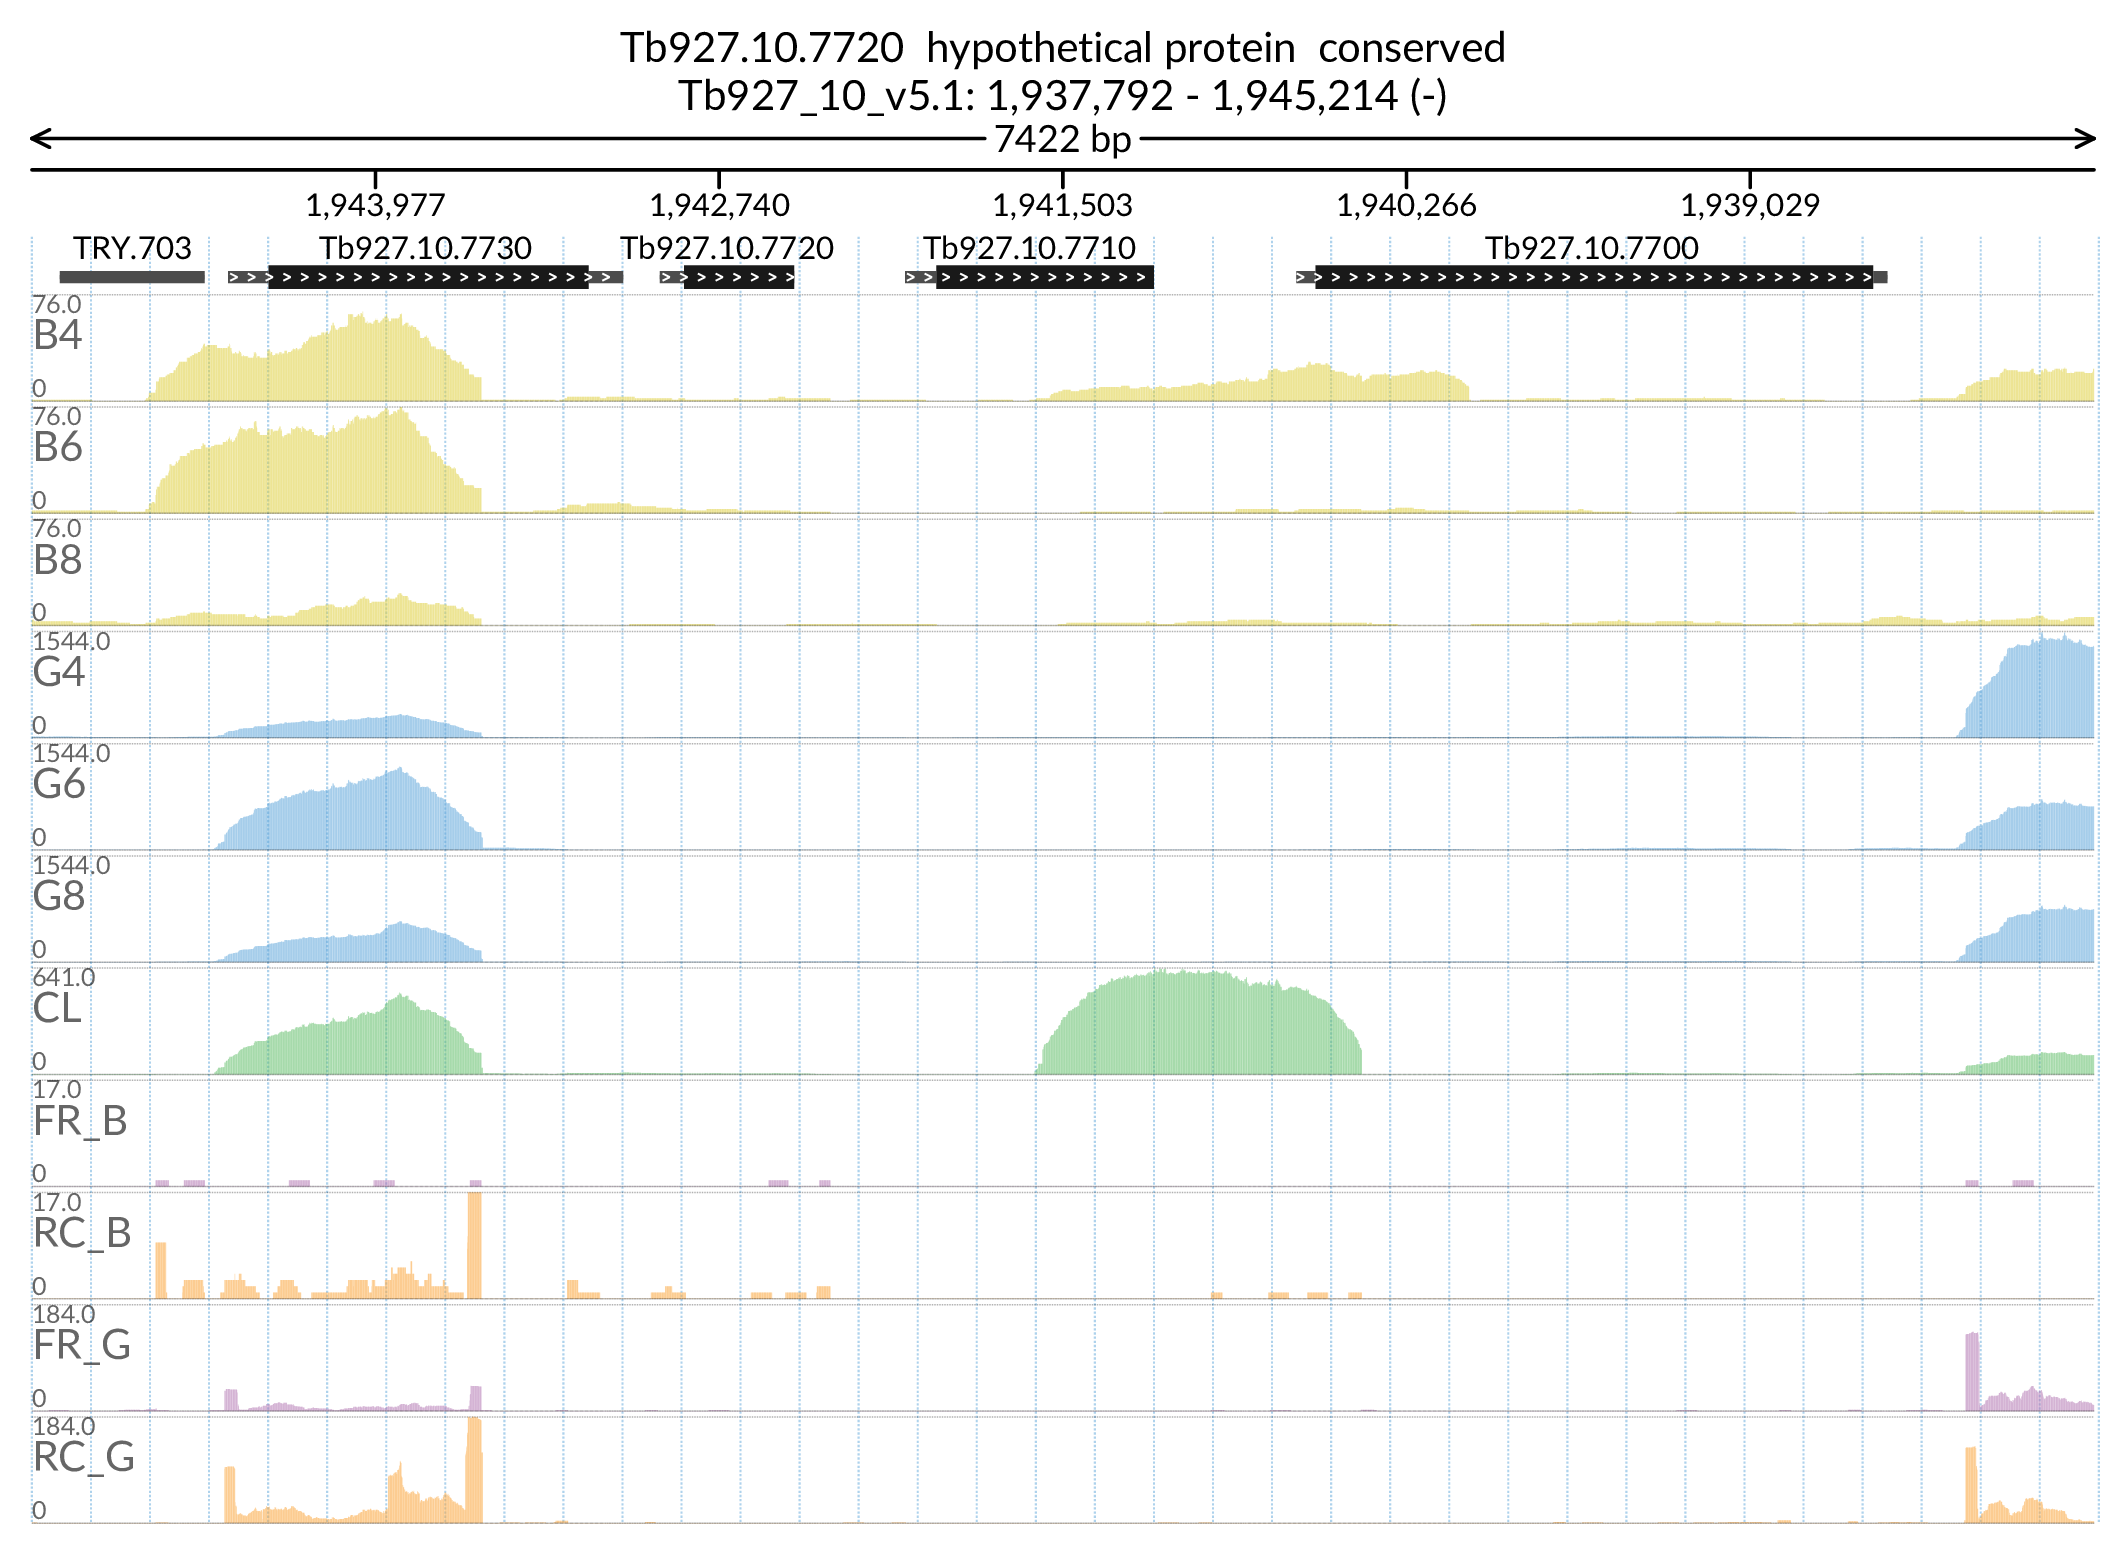 Tb927.10.7720  hypothetical protein  conserved
Tb927_10_v5.1: 1,937,792 - 1,945,214 (-)
7422 bp
1,943,977 1,942,740 1,941,503 1,940,266 1,939,029
TRY.703 Tb927.10.7730 Tb927.10.7720 Tb927.10.7710 Tb927.10.7700
76.0
B4
0
76.0
B6
0
76.0
B8
0
1544.0
G4
0
1544.0
G6
0
1544.0
G8
0
641.0
CL
0
17.0
FR_B
0
17.0
RC_B
0
184.0
FR_G
0
184.0
RC_G
0